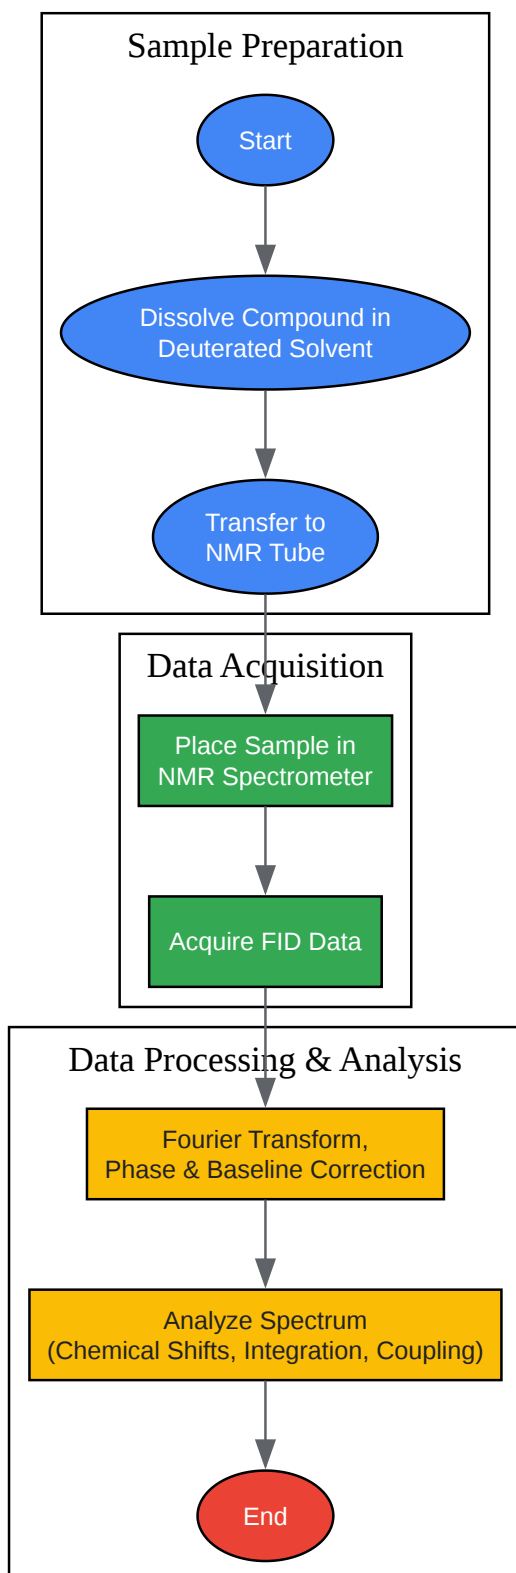 Sample Preparation
Start
Dissolve Compound in
Deuterated Solvent
Transfer to
NMR Tube
Data Acquisition
Place Sample in
NMR Spectrometer
Acquire FID Data
Data Processing & Analysis
Fourier Transform,
Phase & Baseline Correction
Analyze Spectrum
(Chemical Shifts, Integration, Coupling)
End